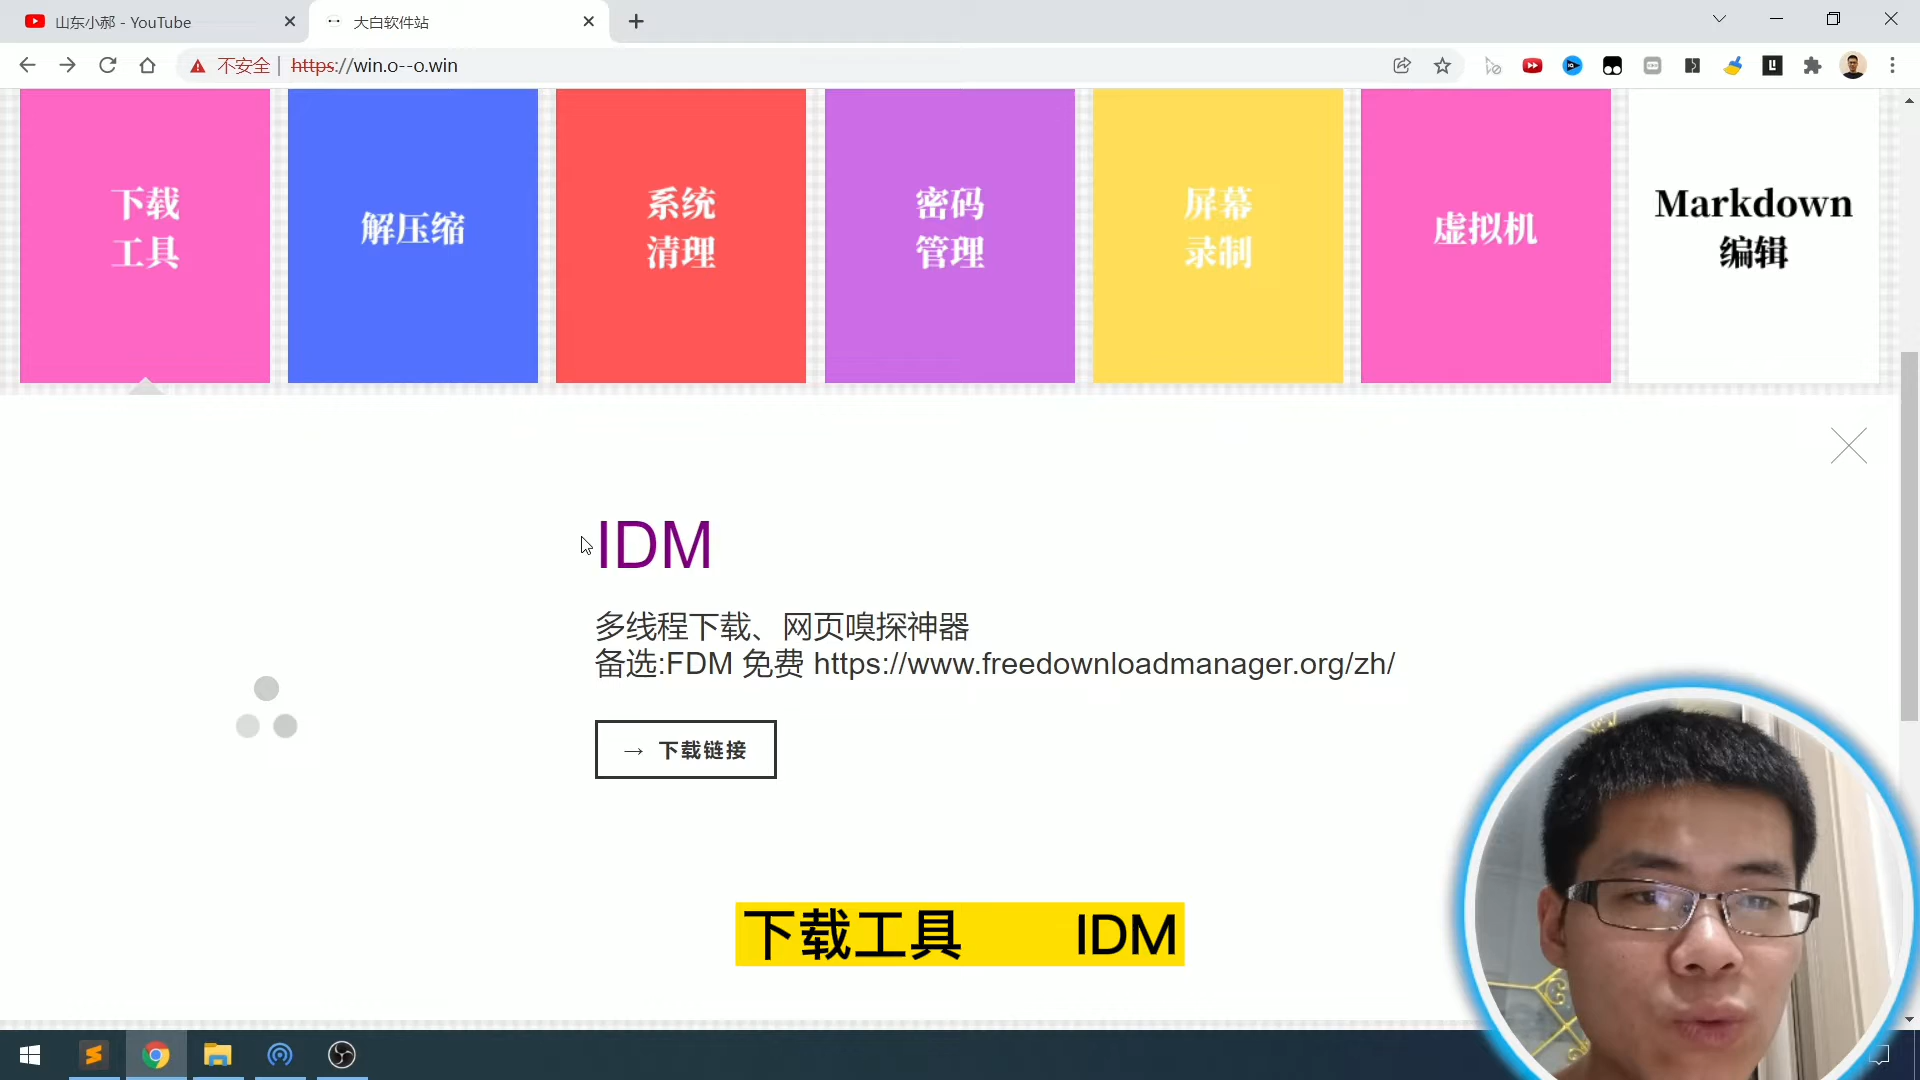 山东小郝 - YouTube
大白软件站
不安全 | https://win.o--o.win
下载
工具
解压缩
系统
清理
密码
管理
屏幕
录制
虚拟机
Markdown
编辑
IDM
多线程下载、网页嗅探神器
备选:FDM 免费 https://www.freedownloadmanager.org/zh/
→ 下载链接
下载工具 IDM